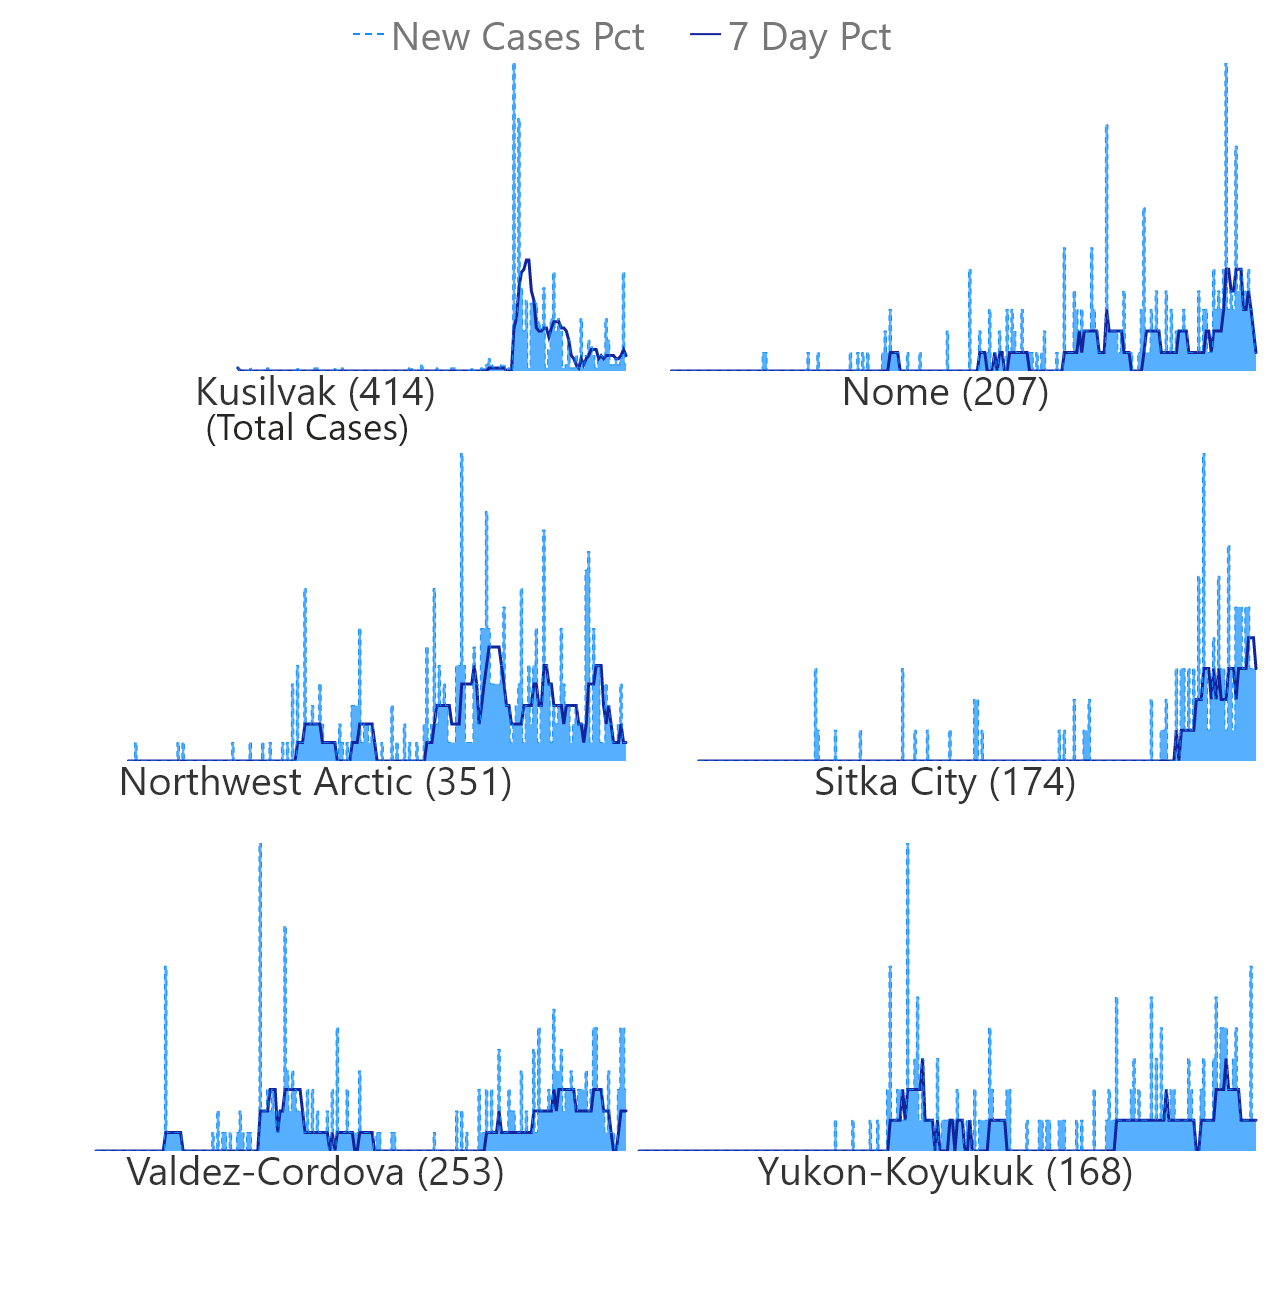 New Cases Pct 7 Day Pct
Kusilvak (414)
(Total Cases)
Nome (207)
Northwest Arctic (351)
Sitka City (174)
Valdez-Cordova (253)
Yukon-Koyukuk (168)